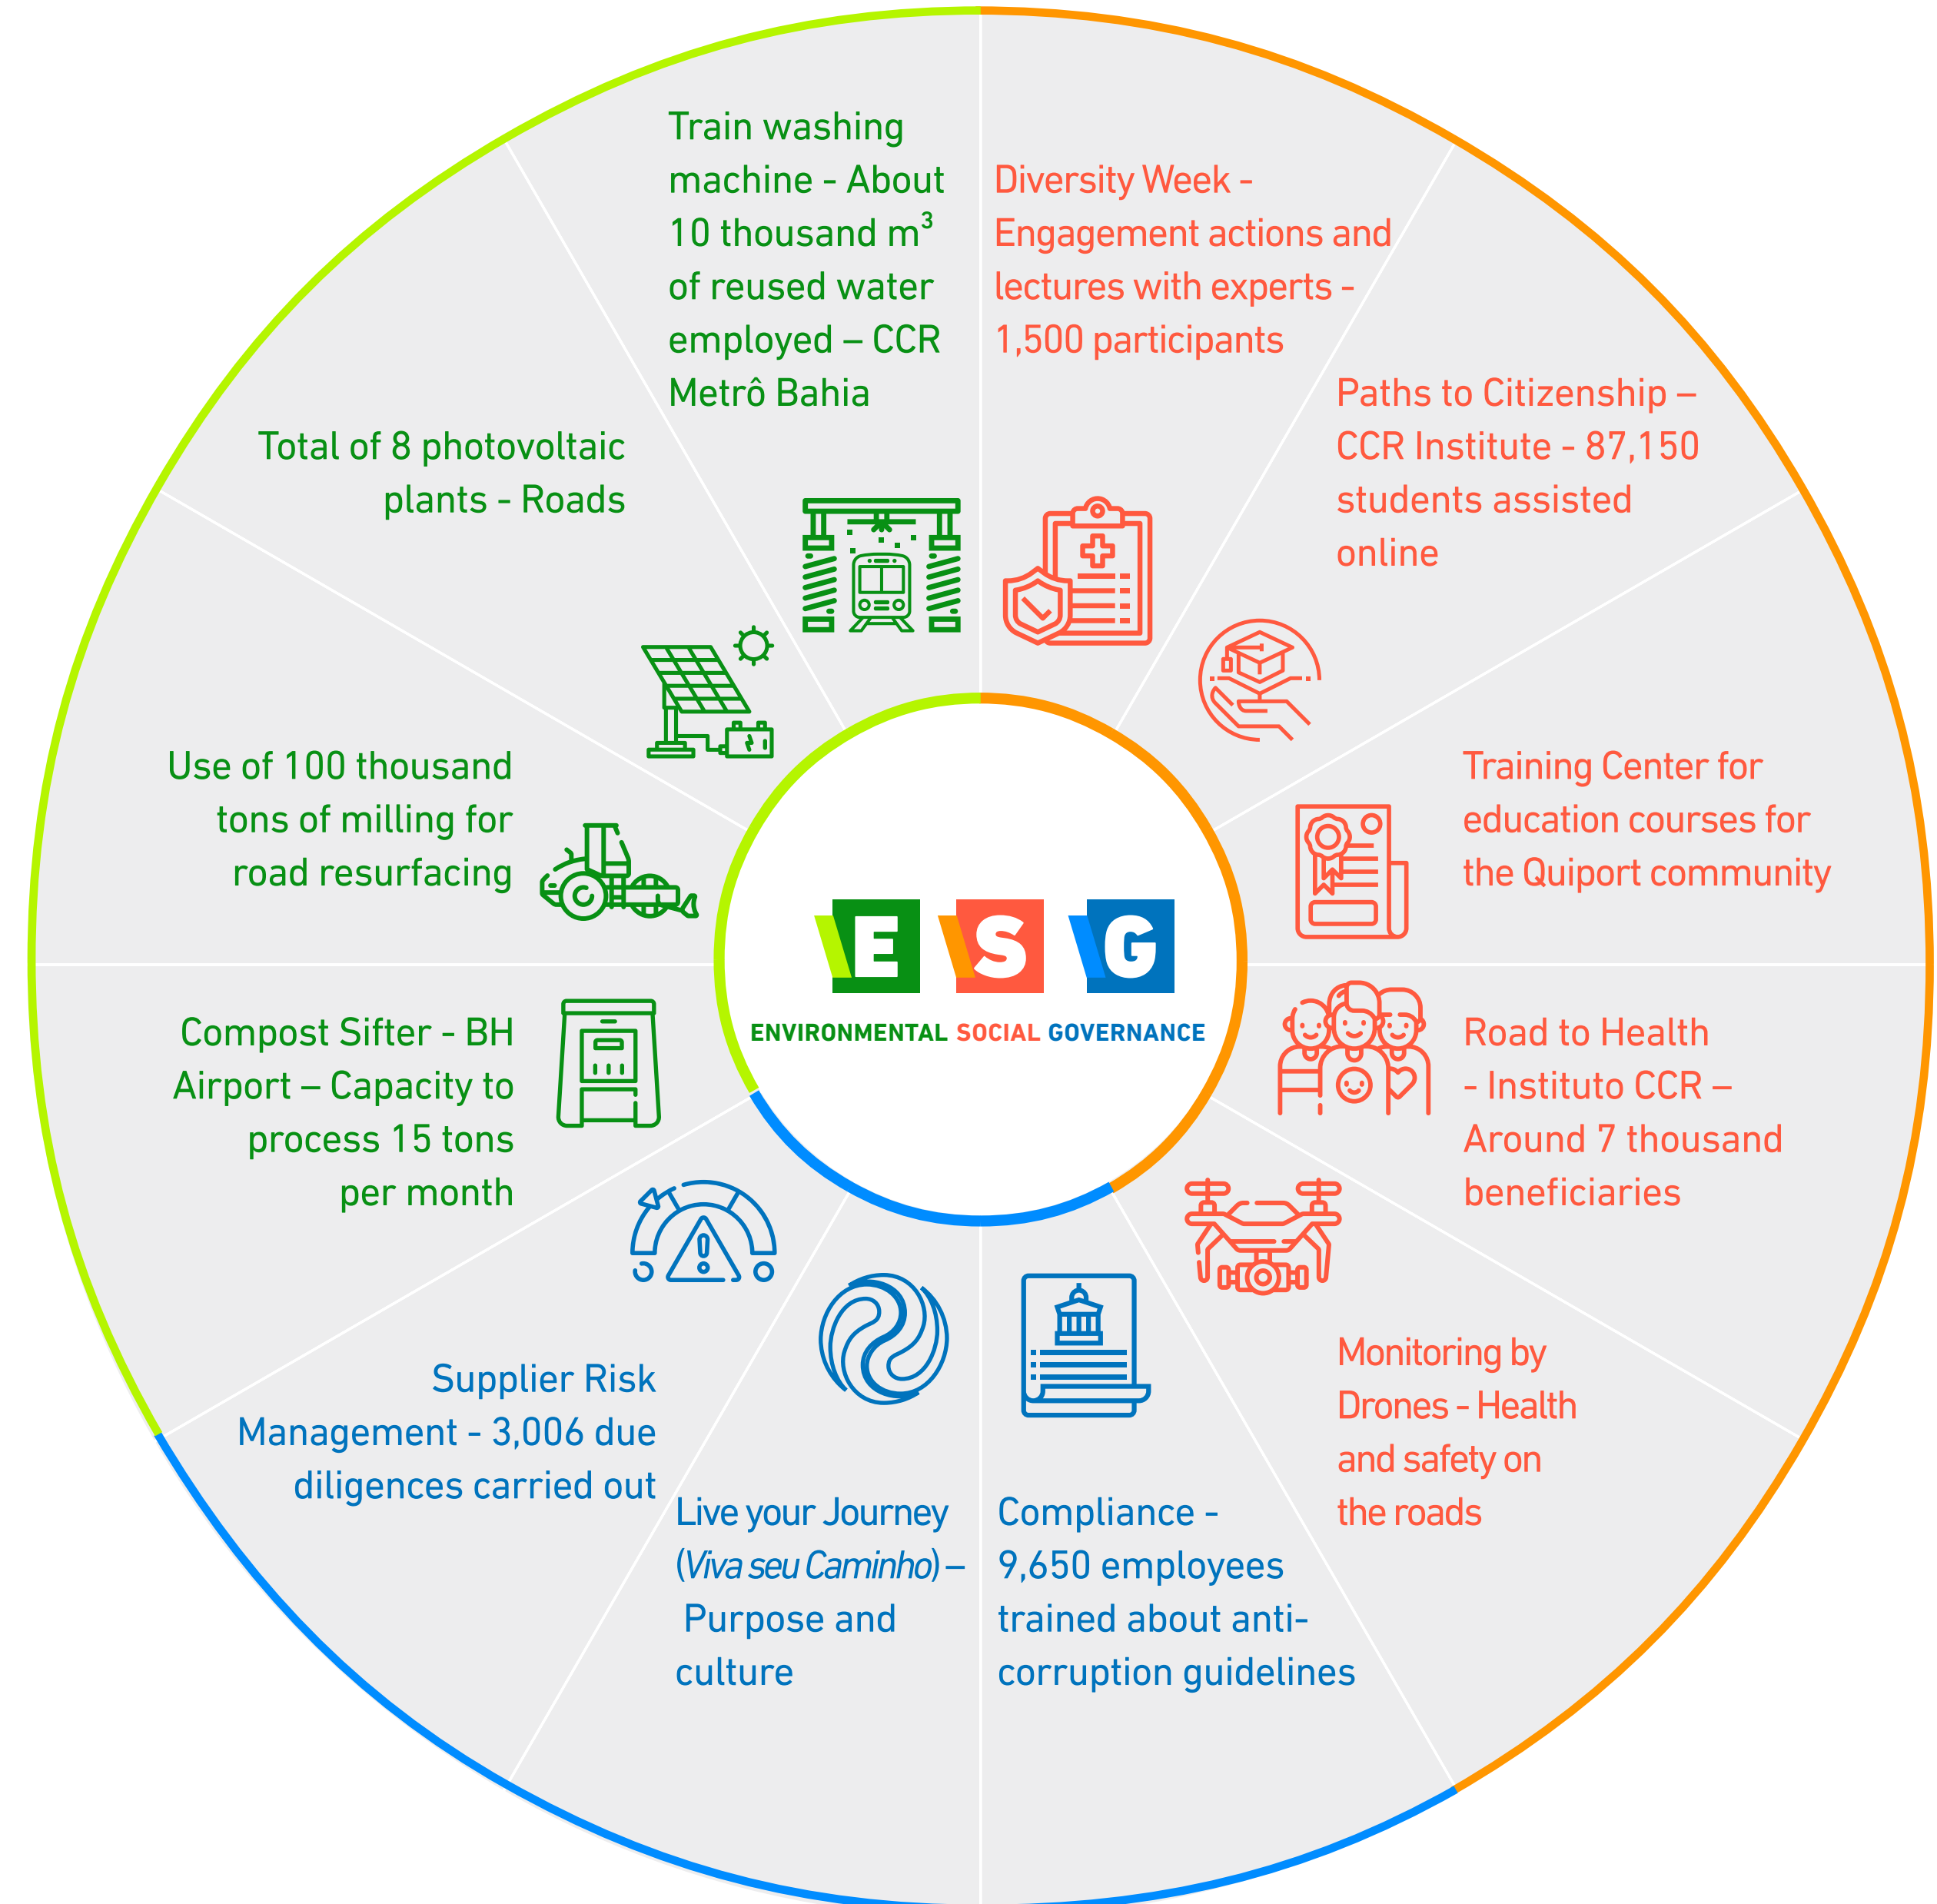 Train washing
machine - About
10 thousand m³
of reused water
employed – CCR
Metrô Bahia
Diversity Week -
Engagement actions and
lectures with experts -
1,500 participants
Paths to Citizenship –
CCR Institute - 87,150
students assisted
online
Training Center for
education courses for
the Quiport community
Road to Health
- Instituto CCR –
Around 7 thousand
beneficiaries
Monitoring by
Drones - Health
and safety on
the roads
Compliance -
9,650 employees
trained about anti-
corruption guidelines
Live your Journey
(Viva seu Caminho) –
Purpose and
culture
Supplier Risk
Management - 3,006 due
diligences carried out
Compost Sifter - BH
Airport – Capacity to
process 15 tons
per month
Use of 100 thousand
tons of milling for
road resurfacing
Total of 8 photovoltaic
plants - Roads
E S G
ENVIRONMENTAL SOCIAL GOVERNANCE